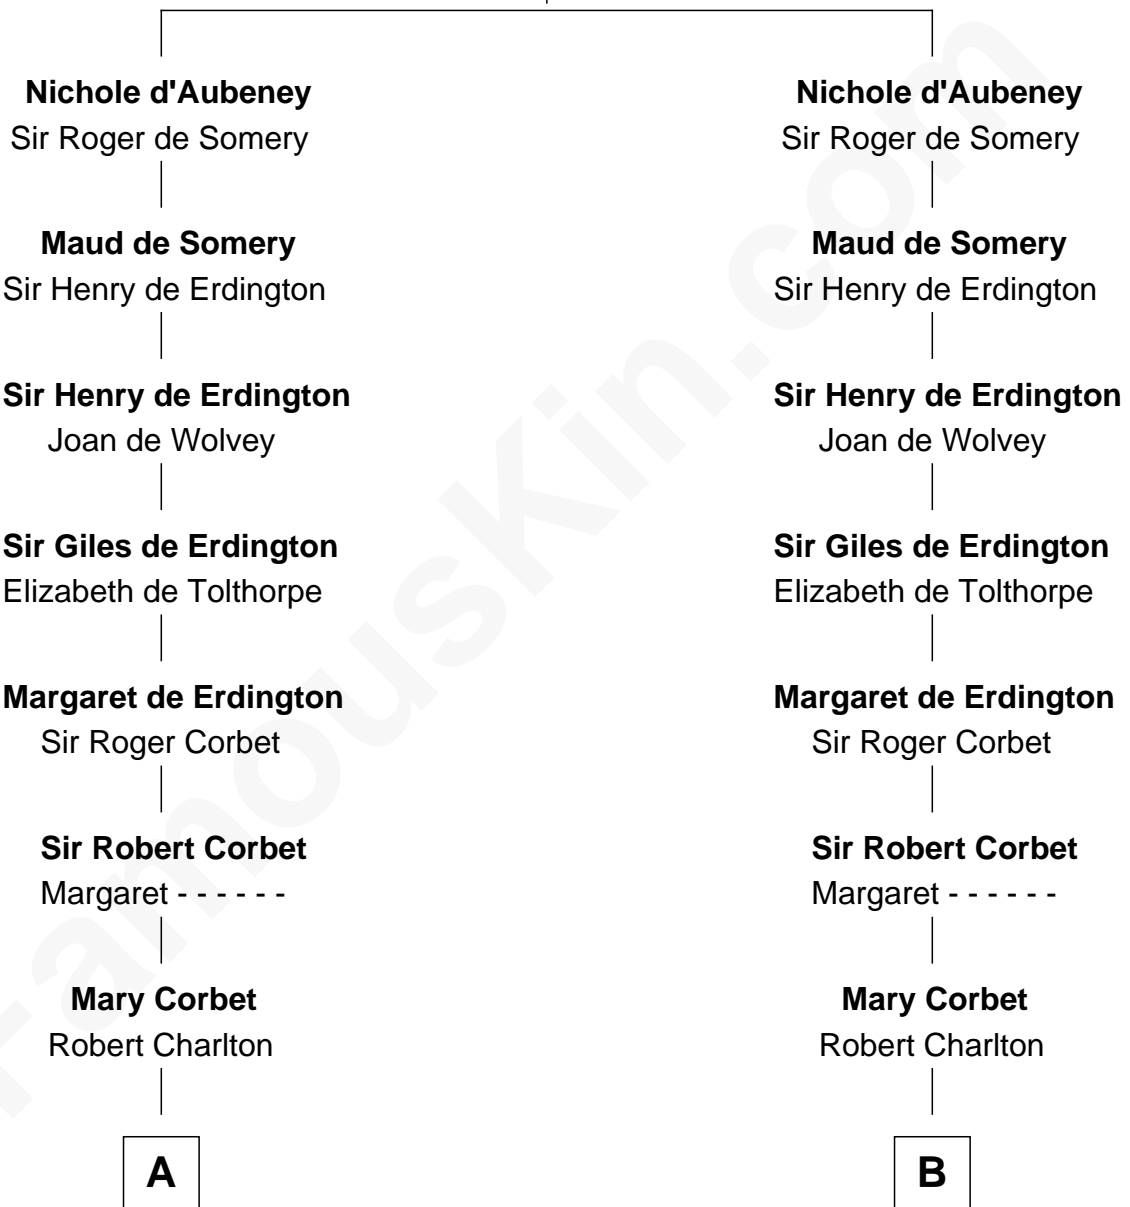 Nichole d'Aubeney
Sir Roger de Somery
Maud de Somery
Sir Henry de Erdington
Sir Henry de Erdington
Joan de Wolvey
Sir Giles de Erdington
Elizabeth de Tolthorpe
Margaret de Erdington
Sir Roger Corbet
Sir Robert Corbet
Margaret - - - - - -
Mary Corbet
Robert Charlton
A
Nichole d'Aubeney
Sir Roger de Somery
Maud de Somery
Sir Henry de Erdington
Sir Henry de Erdington
Joan de Wolvey
Sir Giles de Erdington
Elizabeth de Tolthorpe
Margaret de Erdington
Sir Roger Corbet
Sir Robert Corbet
Margaret - - - - - -
Mary Corbet
Robert Charlton
B
FamousKin.com